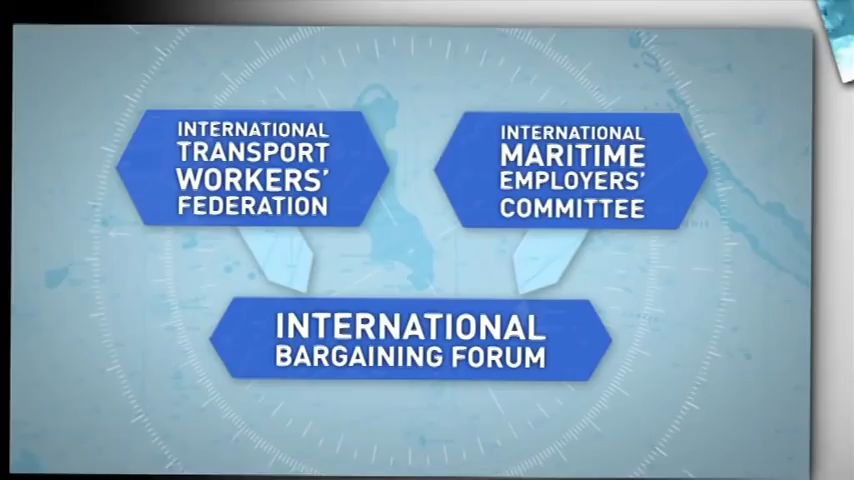 INTERNATIONAL
TRANSPORT
WORKERS'
FEDERATION
INTERNATIONAL
MARITIME
EMPLOYERS'
COMMITTEE
INTERNATIONAL
BARGAINING FORUM